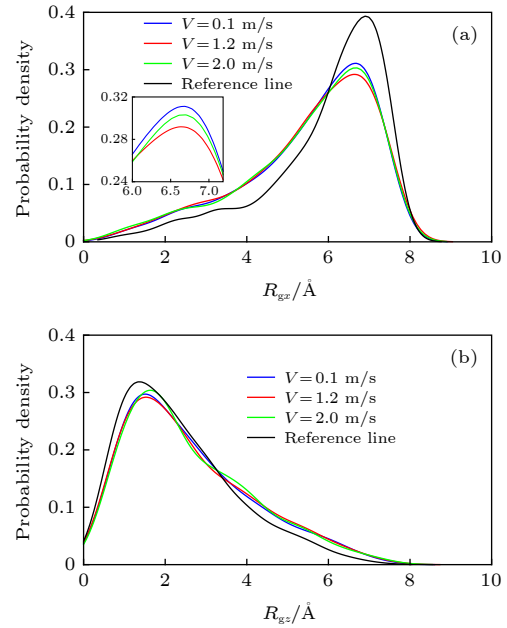 0.4
0.3
0.2
0.1
0
Probability density
V=0.1 m/s
V=1.2 m/s
V=2.0 m/s
Reference line
(a)
0.32
0.28
0.24
6.0 6.5 7.0
0 2 4 6 8 10
Rgx/Å
0.4
0.3
0.2
0.1
0
Probability density
(b)
V=0.1 m/s
V=1.2 m/s
V=2.0 m/s
Reference line
0 2 4 6 8 10
Rgz/Å